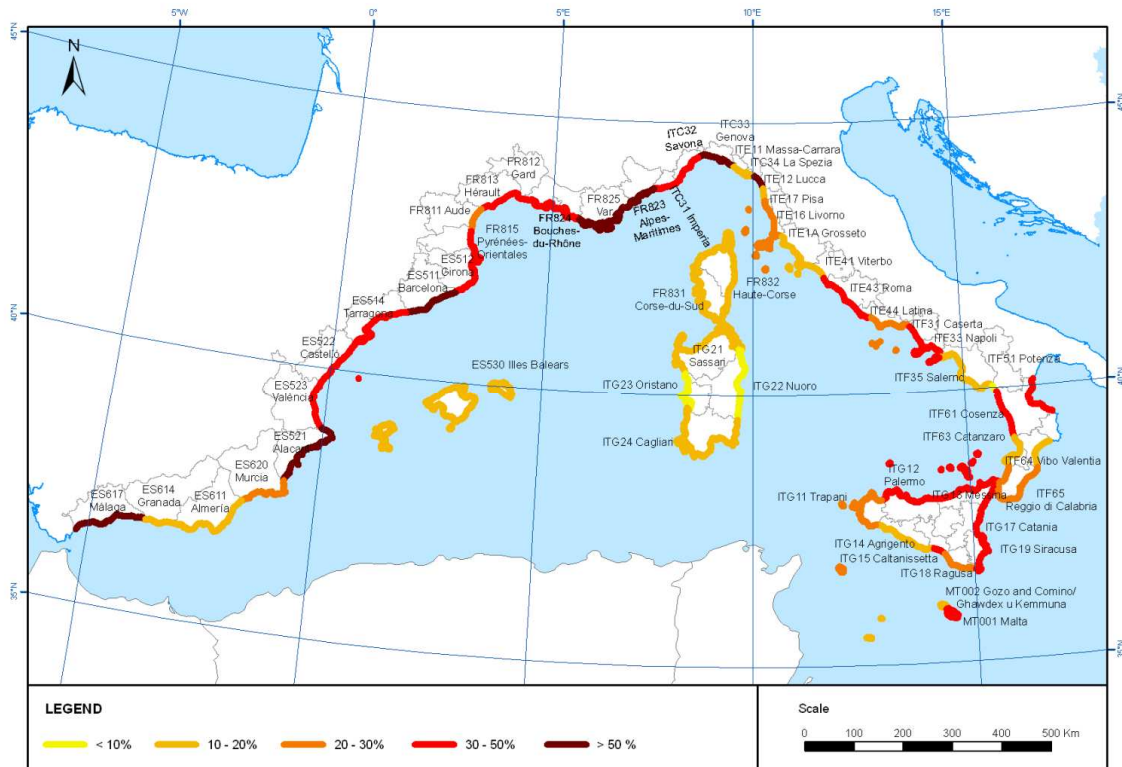 5°W
0°
5°E
10°E
15°E
45°N
45°N
N
ITC33
Genova
ITC32
Savona
ITE11 Massa-Carrara
ITC34 La Spezia
ITE12 Lucca
FR812
Gard
FR813
Hérault
FR825
Var
ITE17 Pisa
ITE16 Livorno
FR811 Aude
FR823
Alpes-
Maritimes
ITC31 Imperia
FR824
Bouches-
du-Rhône
FR815
Pyrénées-
Orientales
ITE1A Grosseto
ES512
Girona
ITE41 Viterbo
ES511
Barcelona
FR832
Haute-Corse
ITE43 Roma
FR831
Corse-du-Sud
ES514
Tarragona
40°N
ITE44 Latina
ITF31 Caserta
ITF33 Napoli
ES522
Castelló
ITG21
Sassari
ITF51 Potenza
ES530 Illes Balears
40°N
ITF35 Salerno
ES523
València
ITG23 Oristano
ITG22 Nuoro
ITF61 Cosenza
ES521
Alacant
ITG24 Cagliari
ITF63 Catanzaro
ITF64 Vibo Valentia
ES620
Murcia
ITG12
Palermo
ES617
Málaga
ES614
Granada
ES611
Almería
ITG11 Trapani
ITG13 Messina
ITF65
Reggio di Calabria
ITG17 Catania
ITG14 Agrigento
ITG19 Siracusa
ITG15 Caltanissetta
ITG18 Ragusa
35°N
MT002 Gozo and Comino/
Ghawdex u Kemmuna
MT001 Malta
35°N
LEGEND
< 10%
10 - 20%
20 - 30%
30 - 50%
> 50 %
Scale
0 100 200 300 400 500 Km